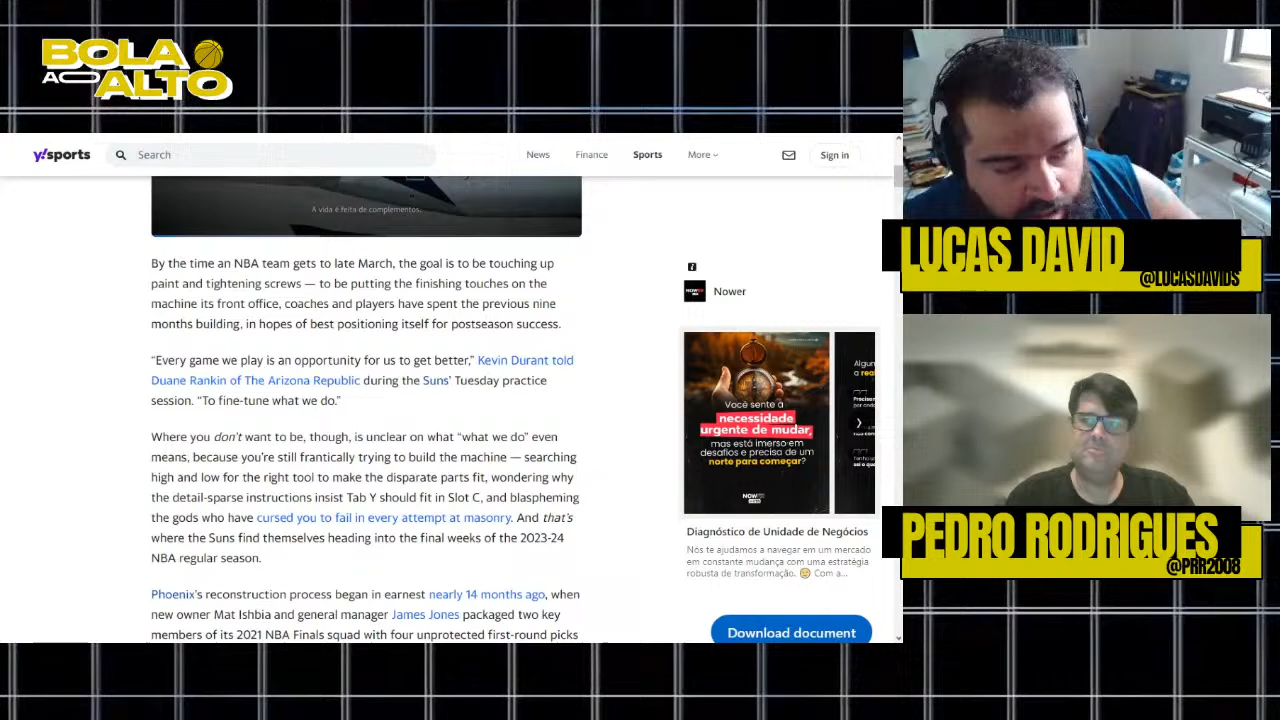 BOLA
AO
ALTO
y!sports
Search
News
Finance
Sports
More
Sign in
A vida é feita de complementos.
By the time an NBA team gets to late March, the goal is to be touching up
paint and tightening screws — to be putting the finishing touches on the
machine its front office, coaches and players have spent the previous nine
months building, in hopes of best positioning itself for postseason success.
“Every game we play is an opportunity for us to get better,” Kevin Durant told
Duane Rankin of The Arizona Republic during the Suns’ Tuesday practice
session. “To fine-tune what we do.”
Where you don’t want to be, though, is unclear on what “what we do” even
means, because you’re still frantically trying to build the machine — searching
high and low for the right tool to make the disparate parts fit, wondering why
the detail-sparse instructions insist Tab Y should fit in Slot C, and blaspheming
the gods who have cursed you to fail in every attempt at masonry. And that’s
where the Suns find themselves heading into the final weeks of the 2023-24
NBA regular season.
Phoenix’s reconstruction process began in earnest nearly 14 months ago, when
new owner Mat Ishbia and general manager James Jones packaged two key
members of its 2021 NBA Finals squad with four unprotected first-round picks
Nower
Você sente a
necessidade
urgente de mudar,
mas está imerso em
desafios e precisa de um
norte para começar?
Algun
a rea
Diagnóstico de Unidade de Negócios
Nós te ajudamos a navegar em um mercado
em constante mudança com uma estratégia
robusta de transformação. Com a...
Download document
LUCAS DAVID
@LUCASDAVIDS
PEDRO RODRIGUES
@PRR2008